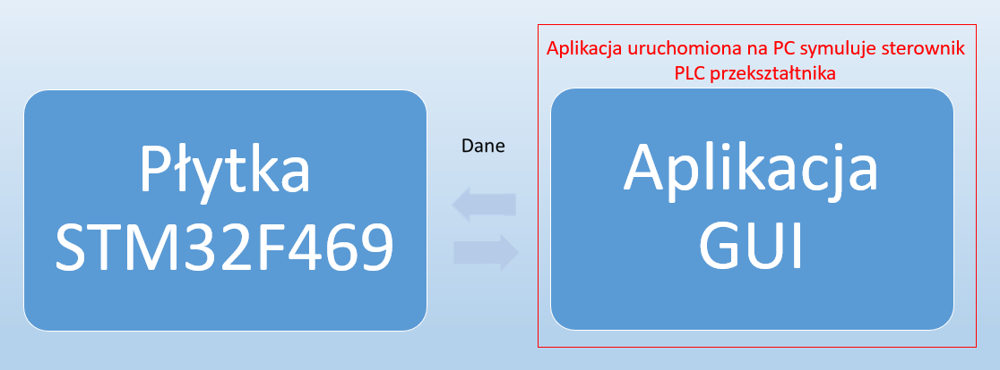 Aplikacja uruchomiona na PC symuluje sterownik
PLC przekształtnika
Płytka
STM32F469
Dane
Aplikacja
GUI